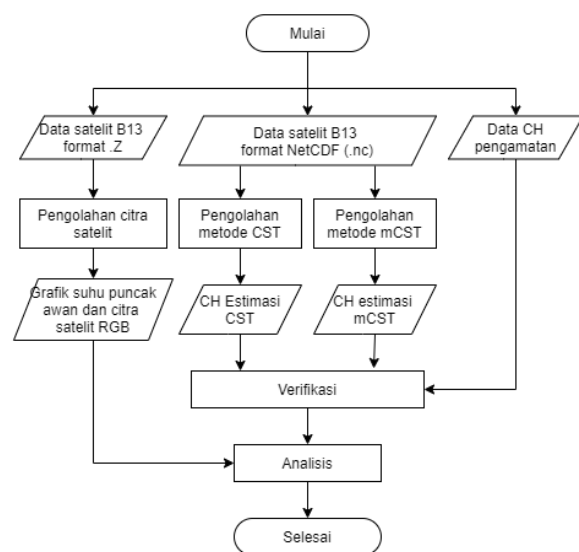 Mulai
Data satelit B13
format .Z
Data satelit B13
format NetCDF (.nc)
Data CH
pengamatan
Pengolahan citra
satelit
Pengolahan
metode CST
Pengolahan
metode mCST
Grafik suhu puncak
awan dan citra
satelit RGB
CH Estimasi
CST
CH estimasi
mCST
Verifikasi
Analisis
Selesai